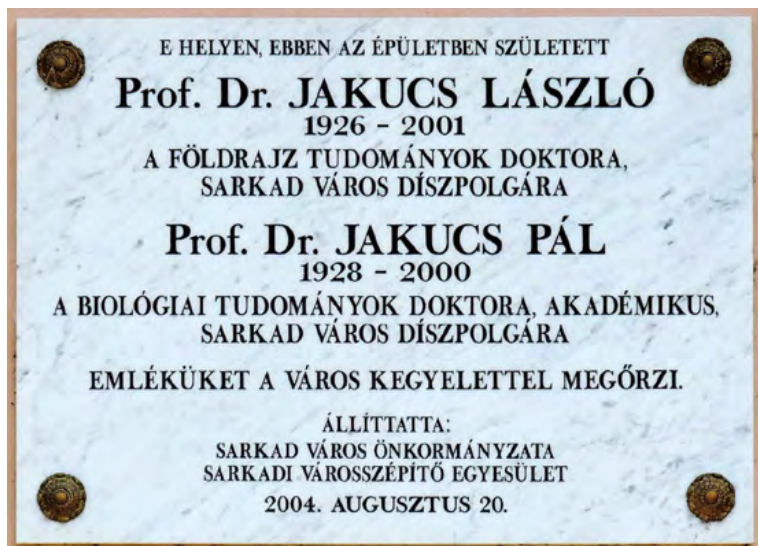 E HELYEN, EBBEN AZ ÉPÜLETBEN SZÜLETETT
Prof. Dr. JAKUCS LÁSZLÓ
1926 - 2001
A FÖLDRAJZ TUDOMÁNYOK DOKTORA,
SARKAD VÁROS DÍSZPOLGÁRA
Prof. Dr. JAKUCS PÁL
1928 - 2000
A BIOLÓGIAI TUDOMÁNYOK DOKTORA, AKADÉMIKUS,
SARKAD VÁROS DÍSZPOLGÁRA
EMLÉKÜKET A VÁROS KEGYELETTEL MEGŐRZI.
ÁLLÍTTATTA:
SARKAD VÁROS ÖNKORMÁNYZATA
SARKADI VÁROSSZÉPÍTŐ EGYESÜLET
2004. AUGUSZTUS 20.